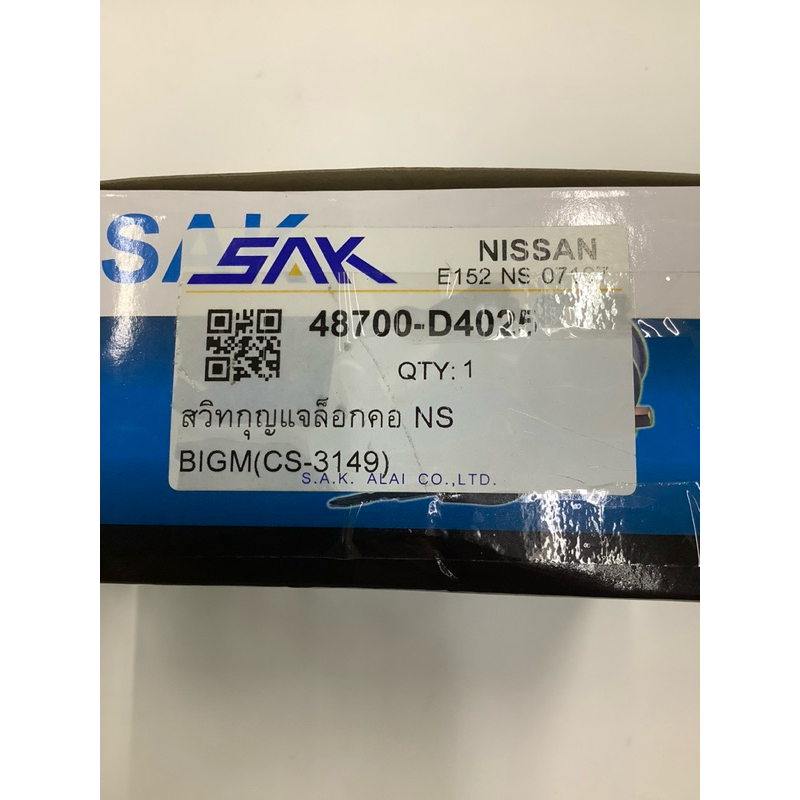 SAK
SAK
NISSAN
E152 NS
48700-D4025
QTY: 1
สวิทกุญแจล็อกคอ NS
BIGM(CS-3149)
S.A.K. ALAI CO.,LTD.